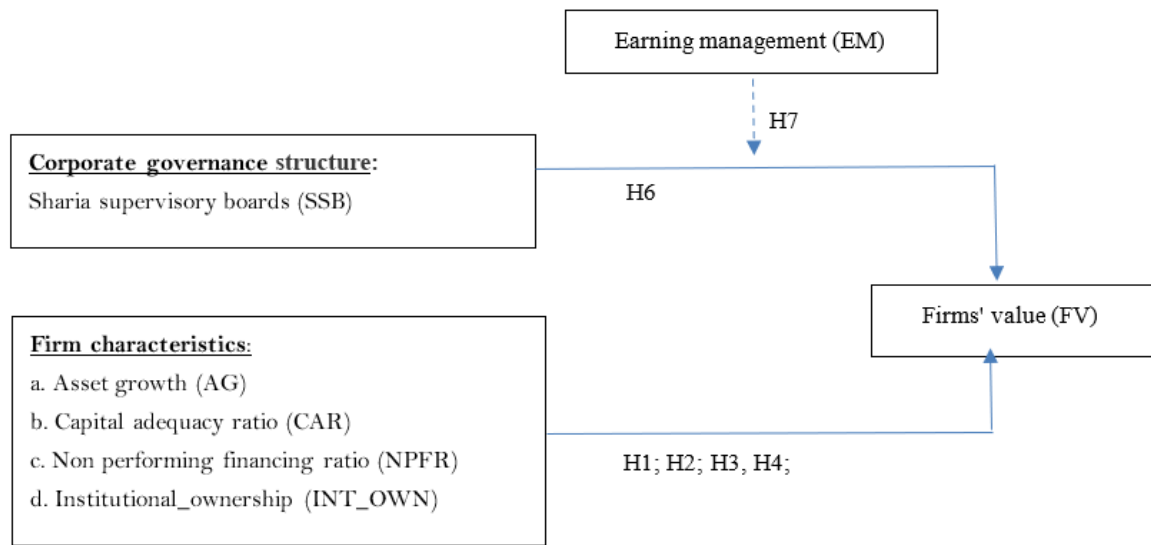 Earning management (EM)
H7
Corporate governance structure:
Sharia supervisory boards (SSB)
H6
Firms' value (FV)
Firm characteristics:
a. Asset growth (AG)
b. Capital adequacy ratio (CAR)
c. Non performing financing ratio (NPFR)
d. Institutional_ownership (INT_OWN)
H1; H2; H3, H4;